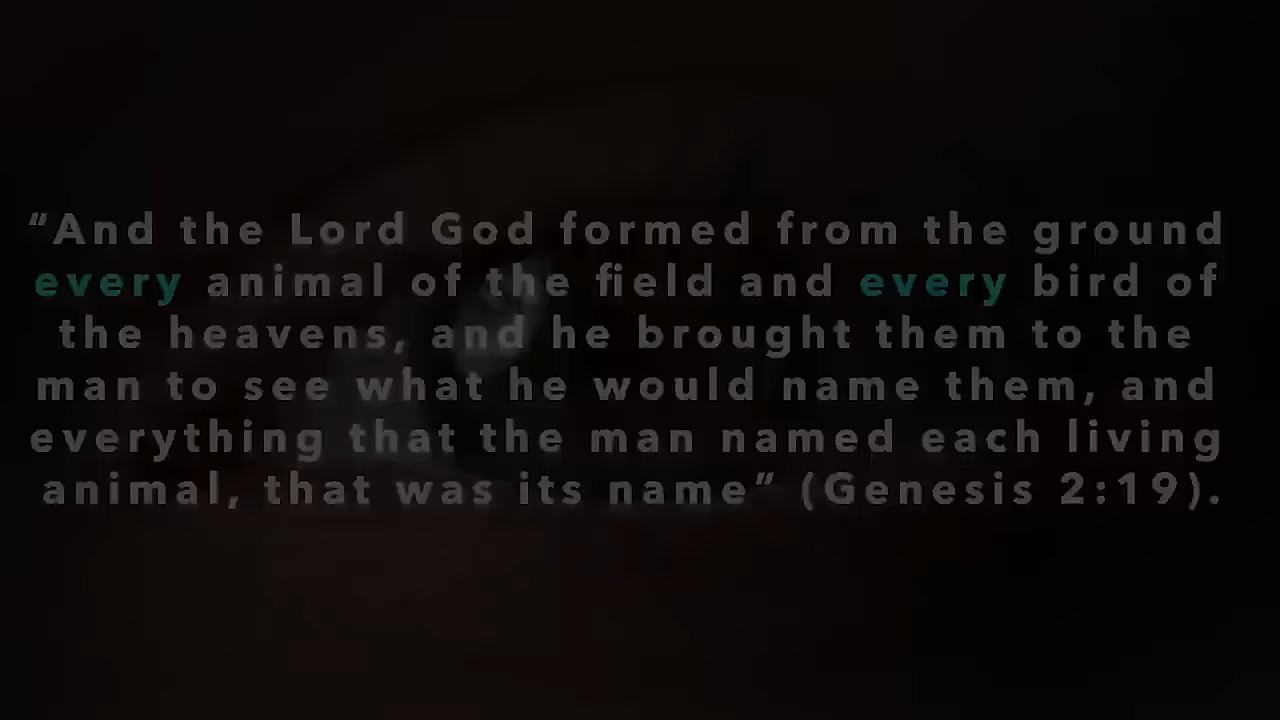 “And the Lord God formed from the ground
every animal of the field and every bird of
the heavens, and he brought them to the
man to see what he would name them, and
everything that the man named each living
animal, that was its name” (Genesis 2:19).